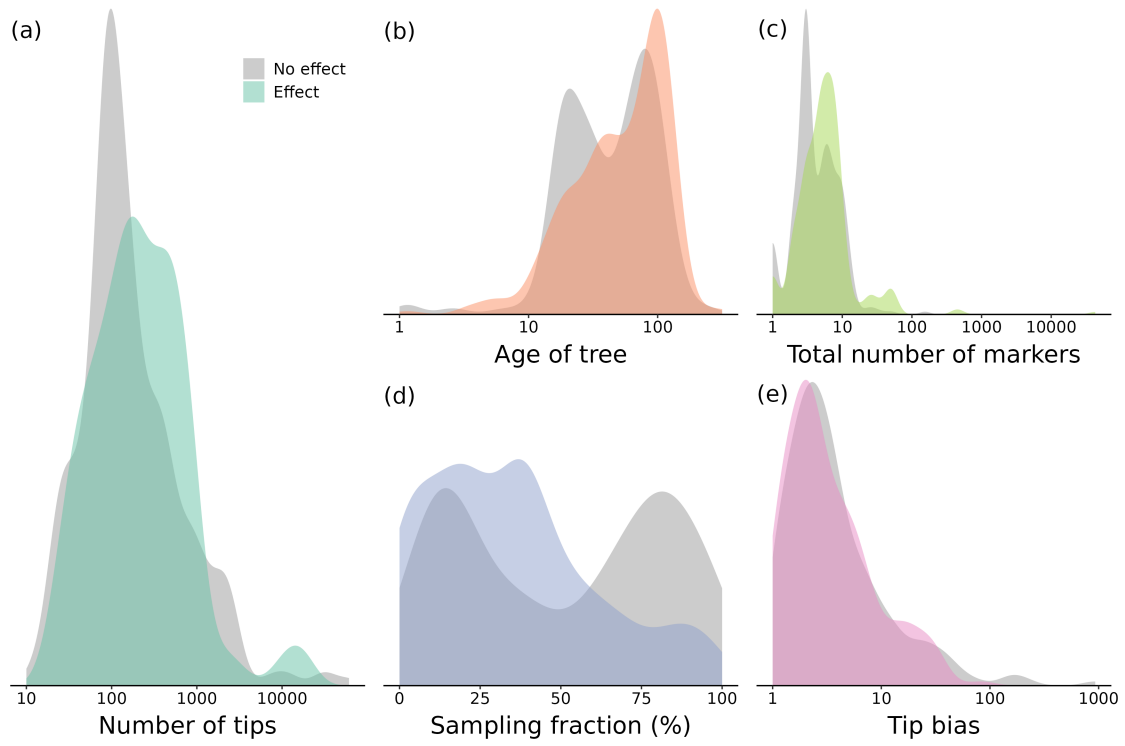 (a)
No effect
Effect
10 100 1000 10000
Number of tips
(b)
1 10 100
Age of tree
(c)
1 10 100 1000 10000
Total number of markers
(d)
0 25 50 75 100
Sampling fraction (%)
(e)
1 10 100 1000
Tip bias